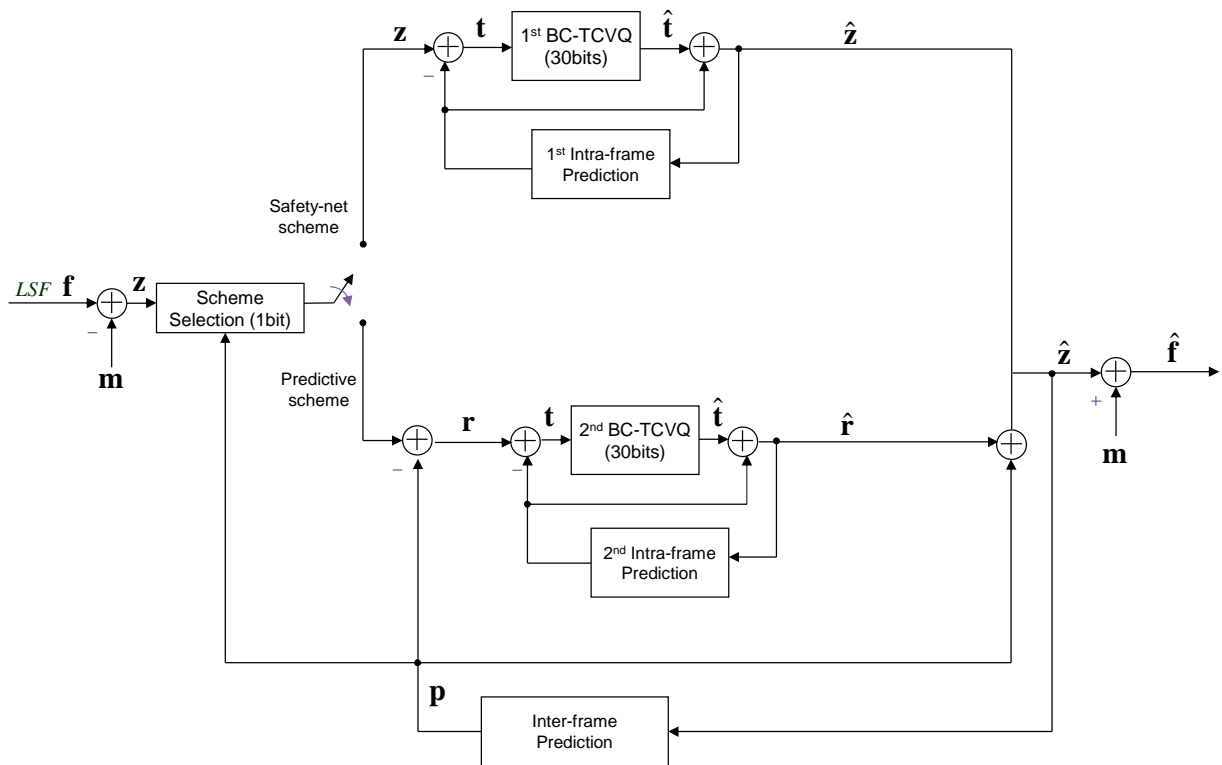 z
t
1st BC-TCVQ
(30bits)
t̂
ẑ
−
1st Intra-frame
Prediction
Safety-net
scheme
LSF f
z
Scheme
Selection (1bit)
−
m
Predictive
scheme
r
t
2nd BC-TCVQ
(30bits)
t̂
r̂
−
−
2nd Intra-frame
Prediction
ẑ
f̂
+
m
p
Inter-frame
Prediction